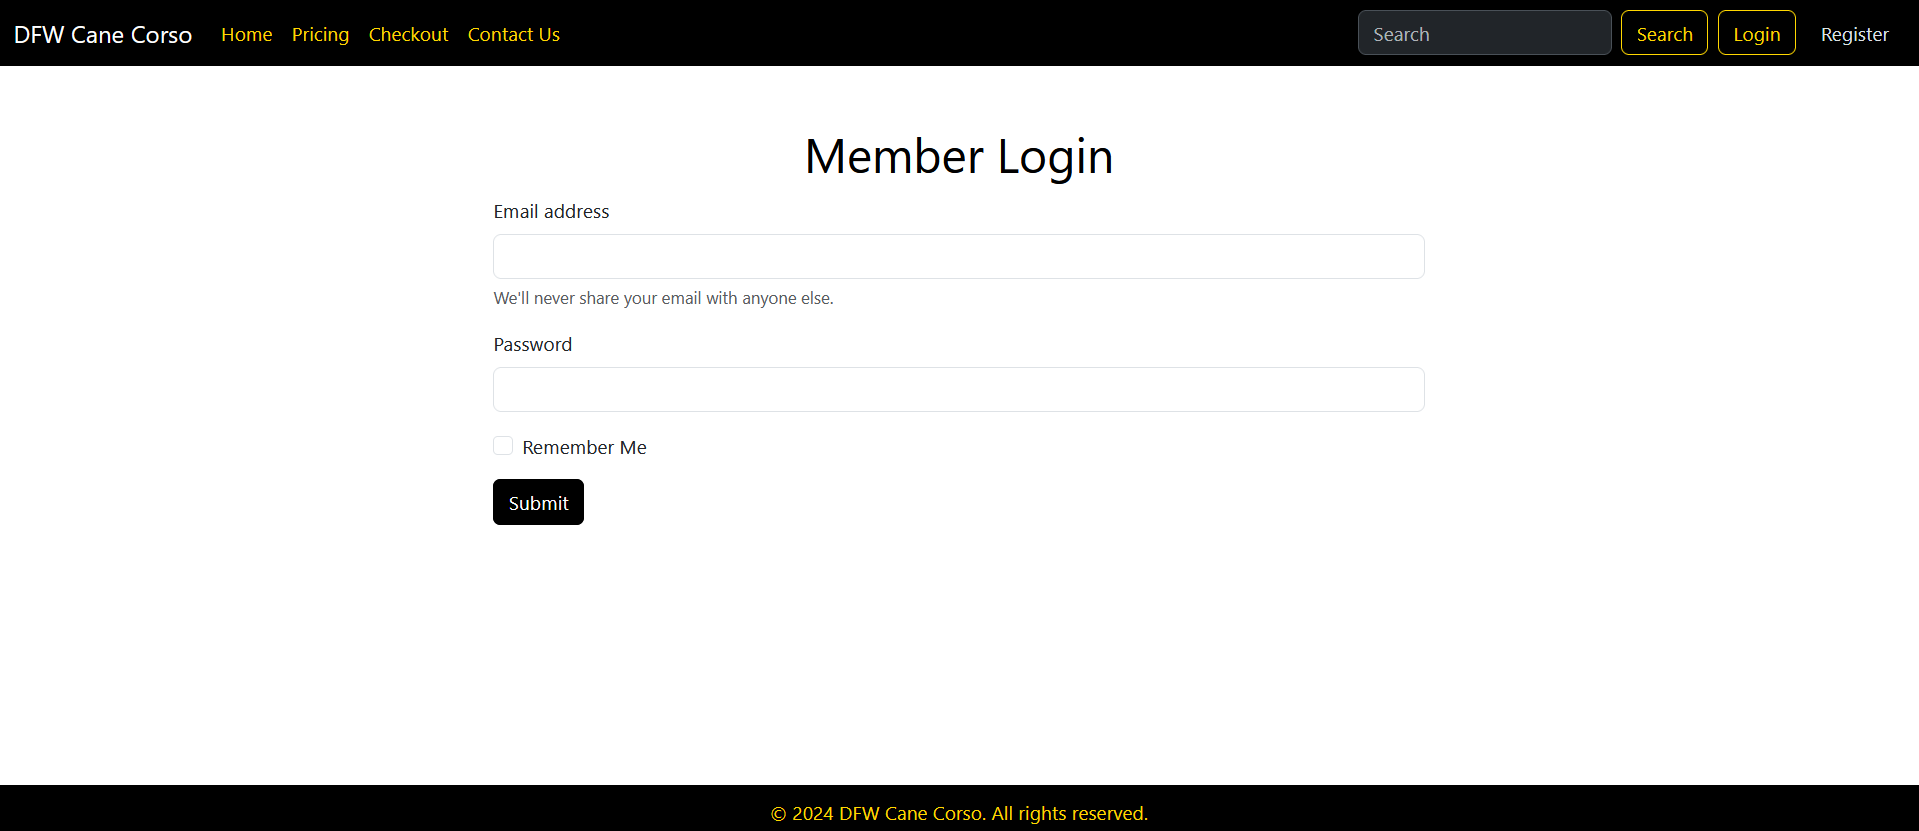 DFW Cane Corso Home Pricing Checkout Contact Us Search Search Login Register
Member Login
Email address
We'll never share your email with anyone else.
Password
Remember Me
Submit
© 2024 DFW Cane Corso. All rights reserved.